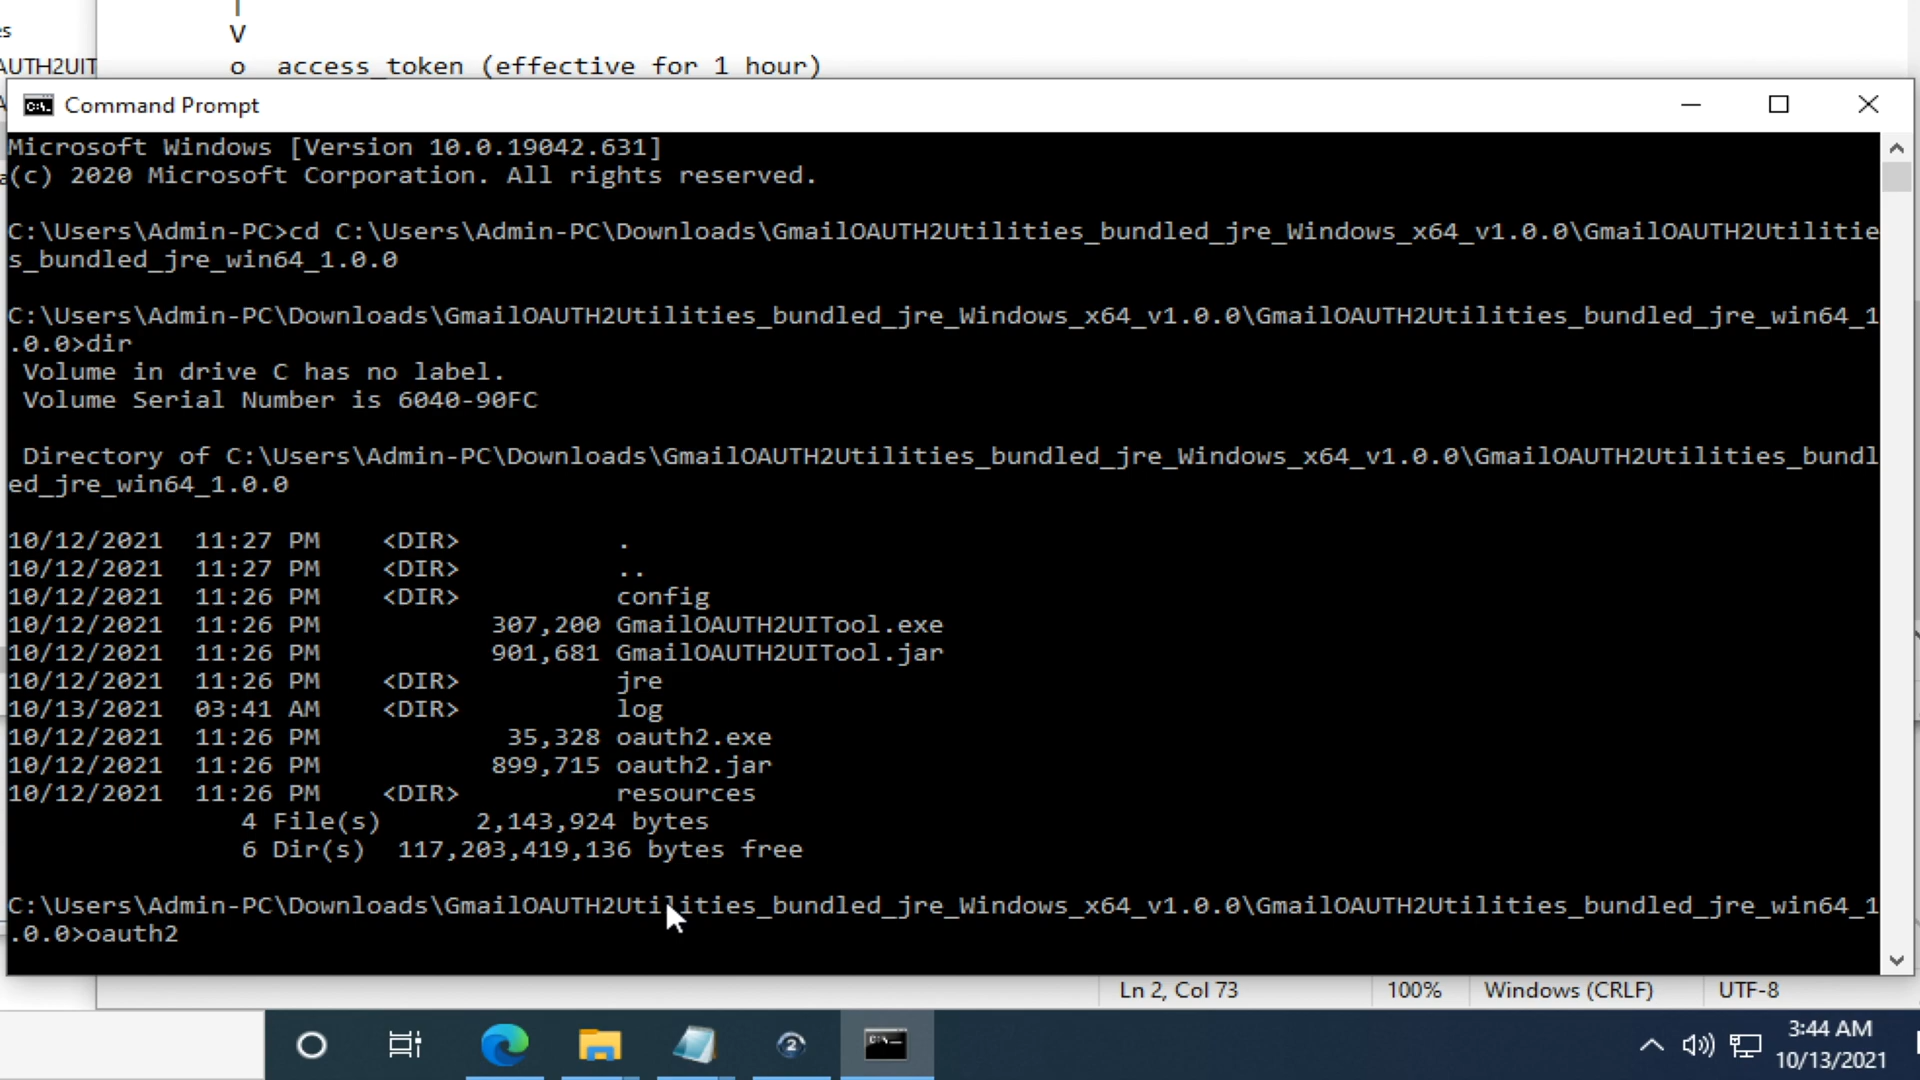 V
es
AUTH2UIT
o access_token (effective for 1 hour)
Command Prompt
Microsoft Windows [Version 10.0.19042.631]
(c) 2020 Microsoft Corporation. All rights reserved.
C:\Users\Admin-PC>cd C:\Users\Admin-PC\Downloads\GmailOAUTH2Utilities_bundled_jre_Windows_x64_v1.0.0\GmailOAUTH2Utilitie
s_bundled_jre_win64_1.0.0
C:\Users\Admin-PC\Downloads\GmailOAUTH2Utilities_bundled_jre_Windows_x64_v1.0.0\GmailOAUTH2Utilities_bundled_jre_win64_1
.0.0>dir
Volume in drive C has no label.
Volume Serial Number is 6040-90FC
Directory of C:\Users\Admin-PC\Downloads\GmailOAUTH2Utilities_bundled_jre_Windows_x64_v1.0.0\GmailOAUTH2Utilities_bundl
ed_jre_win64_1.0.0
10/12/2021 11:27 PM <DIR> .
10/12/2021 11:27 PM <DIR> ..
10/12/2021 11:26 PM <DIR> config
10/12/2021 11:26 PM 307,200 GmailOAUTH2UITool.exe
10/12/2021 11:26 PM 901,681 GmailOAUTH2UITool.jar
10/12/2021 11:26 PM <DIR> jre
10/13/2021 03:41 AM <DIR> log
10/12/2021 11:26 PM 35,328 oauth2.exe
10/12/2021 11:26 PM 899,715 oauth2.jar
10/12/2021 11:26 PM <DIR> resources
4 File(s) 2,143,924 bytes
6 Dir(s) 117,203,419,136 bytes free
C:\Users\Admin-PC\Downloads\GmailOAUTH2Utilities_bundled_jre_Windows_x64_v1.0.0\GmailOAUTH2Utilities_bundled_jre_win64_1
.0.0>oauth2
Ln 2, Col 73 100% Windows (CRLF) UTF-8
3:44 AM
10/13/2021